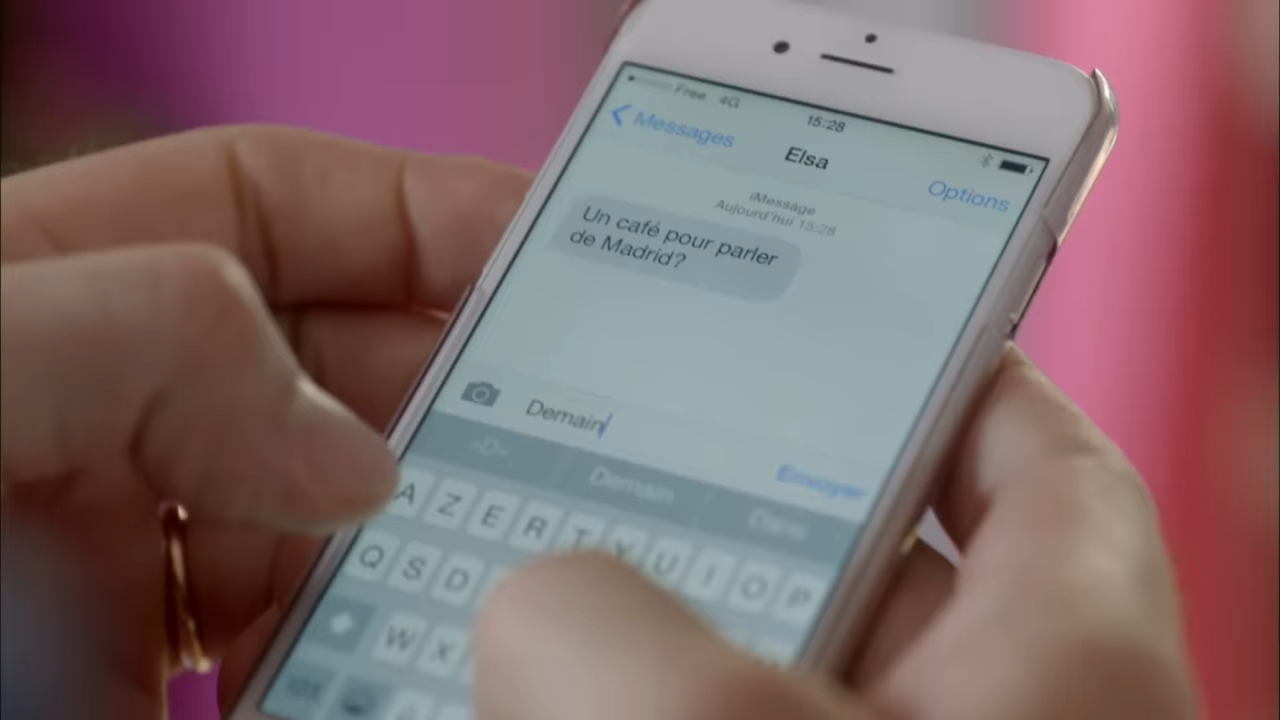 Free 4G 15:28
Messages Elsa Options
iMessage
Aujourd'hui 15:28
Un café pour parler
de Madrid?
Demain
Envoyer
Demain
A Z E R T Y U I O P
Q S D
W X